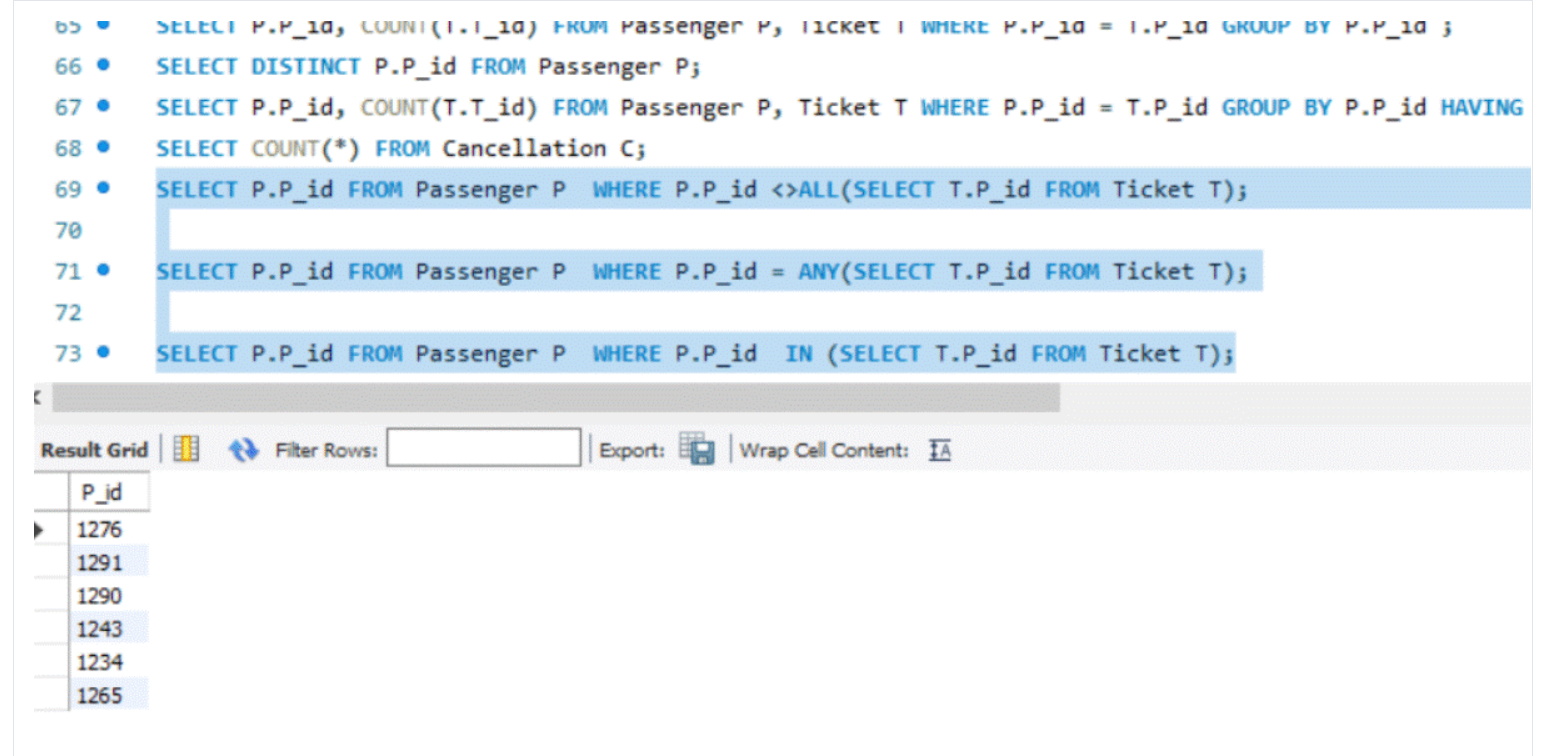 65 SELECT P.P_id, COUNT(T.T_id) FROM Passenger P, Ticket T WHERE P.P_id = T.P_id GROUP BY P.P_id ;
66 SELECT DISTINCT P.P_id FROM Passenger P;
67 SELECT P.P_id, COUNT(T.T_id) FROM Passenger P, Ticket T WHERE P.P_id = T.P_id GROUP BY P.P_id HAVING
68 SELECT COUNT(*) FROM Cancellation C;
69 SELECT P.P_id FROM Passenger P  WHERE P.P_id <>ALL(SELECT T.P_id FROM Ticket T);
70
71 SELECT P.P_id FROM Passenger P  WHERE P.P_id = ANY(SELECT T.P_id FROM Ticket T);
72
73 SELECT P.P_id FROM Passenger P  WHERE P.P_id  IN (SELECT T.P_id FROM Ticket T);
Result Grid Filter Rows: Export: Wrap Cell Content: IA
P_id
1276
1291
1290
1243
1234
1265